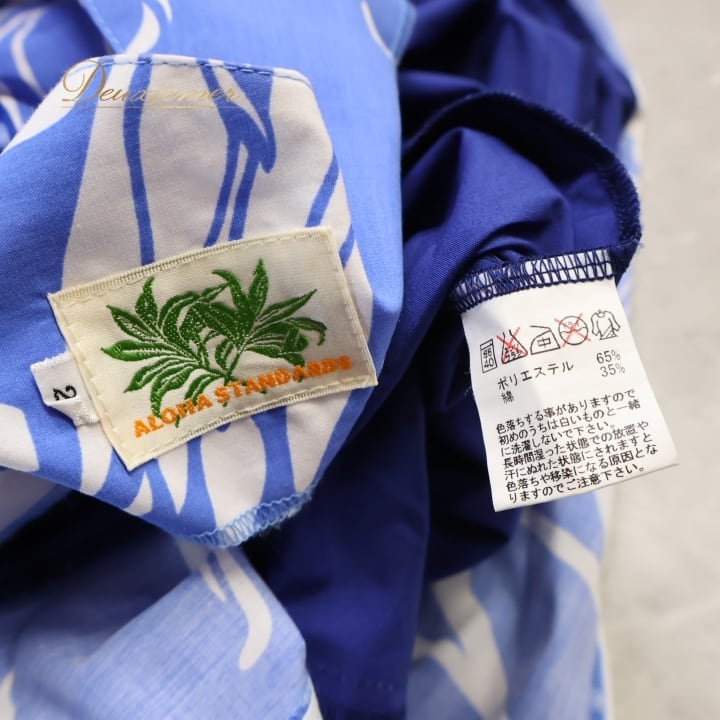 Deuxiemer
ALOHA STANDARDS
2
40
ポリエステル 65%
綿 35%
色落ちする事がありますので
初めのうちは白いものと一緒
に洗濯しないで下さい。
長時間湿った状態での放置や
汗にぬれた状態にされますと
色落ちや移染になる原因とな
りますのでご注意下さい。